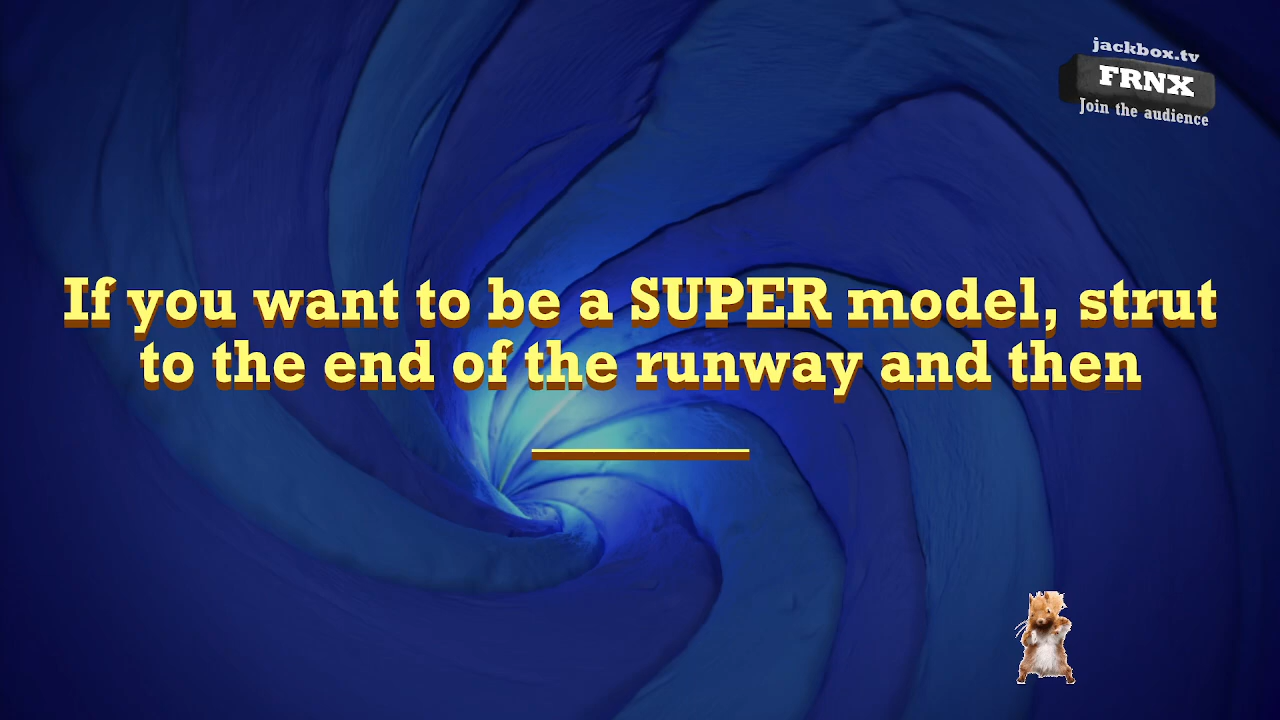 jackbox.tv
FRNX
Join the audience
If you want to be a SUPER model, strut
to the end of the runway and then
________